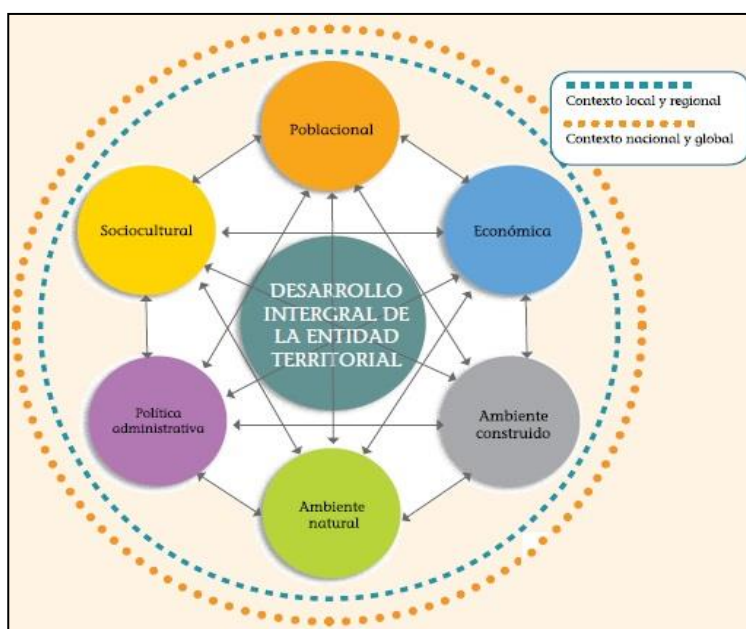 Poblacional
Contexto local y regional
Contexto nacional y global
Sociocultural
Económica
DESARROLLO
INTERGRAL DE
LA ENTIDAD
TERRITORIAL
Política
administrativa
Ambiente
construido
Ambiente
natural